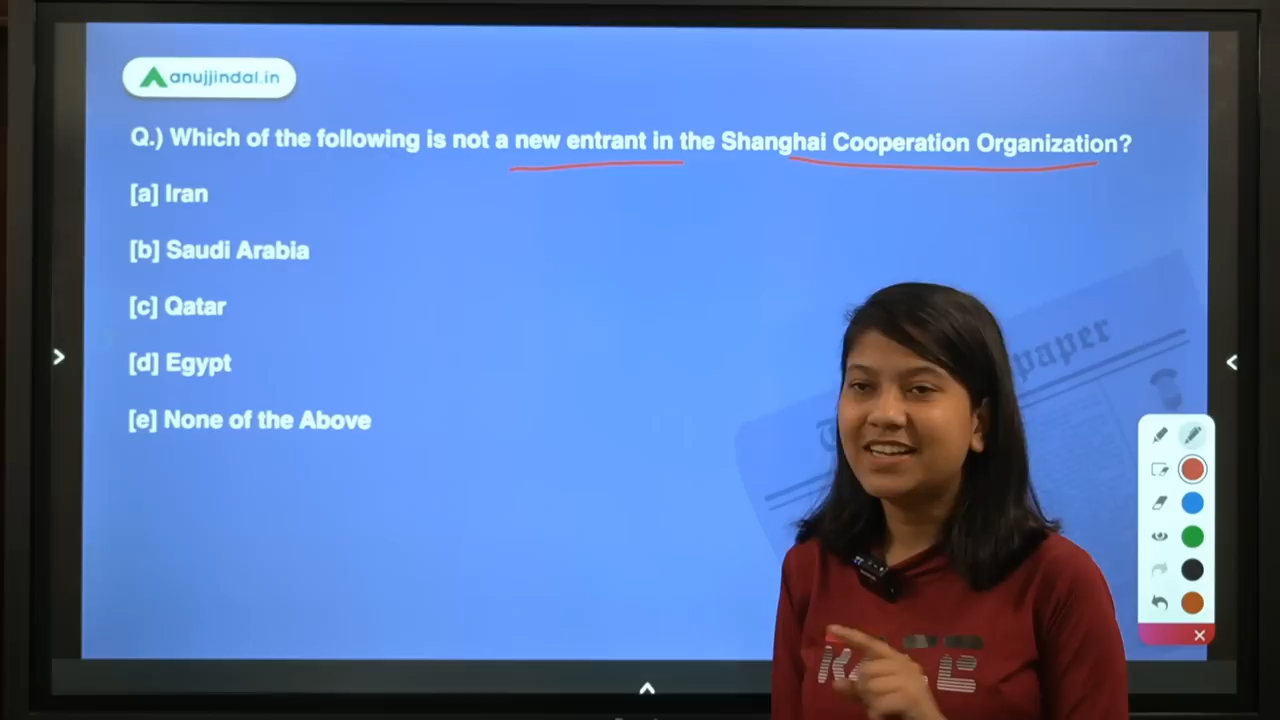 anujjindal.in
Q.) Which of the following is not a new entrant in the Shanghai Cooperation Organization?
[a] Iran
[b] Saudi Arabia
[c] Qatar
[d] Egypt
[e] None of the Above
paper